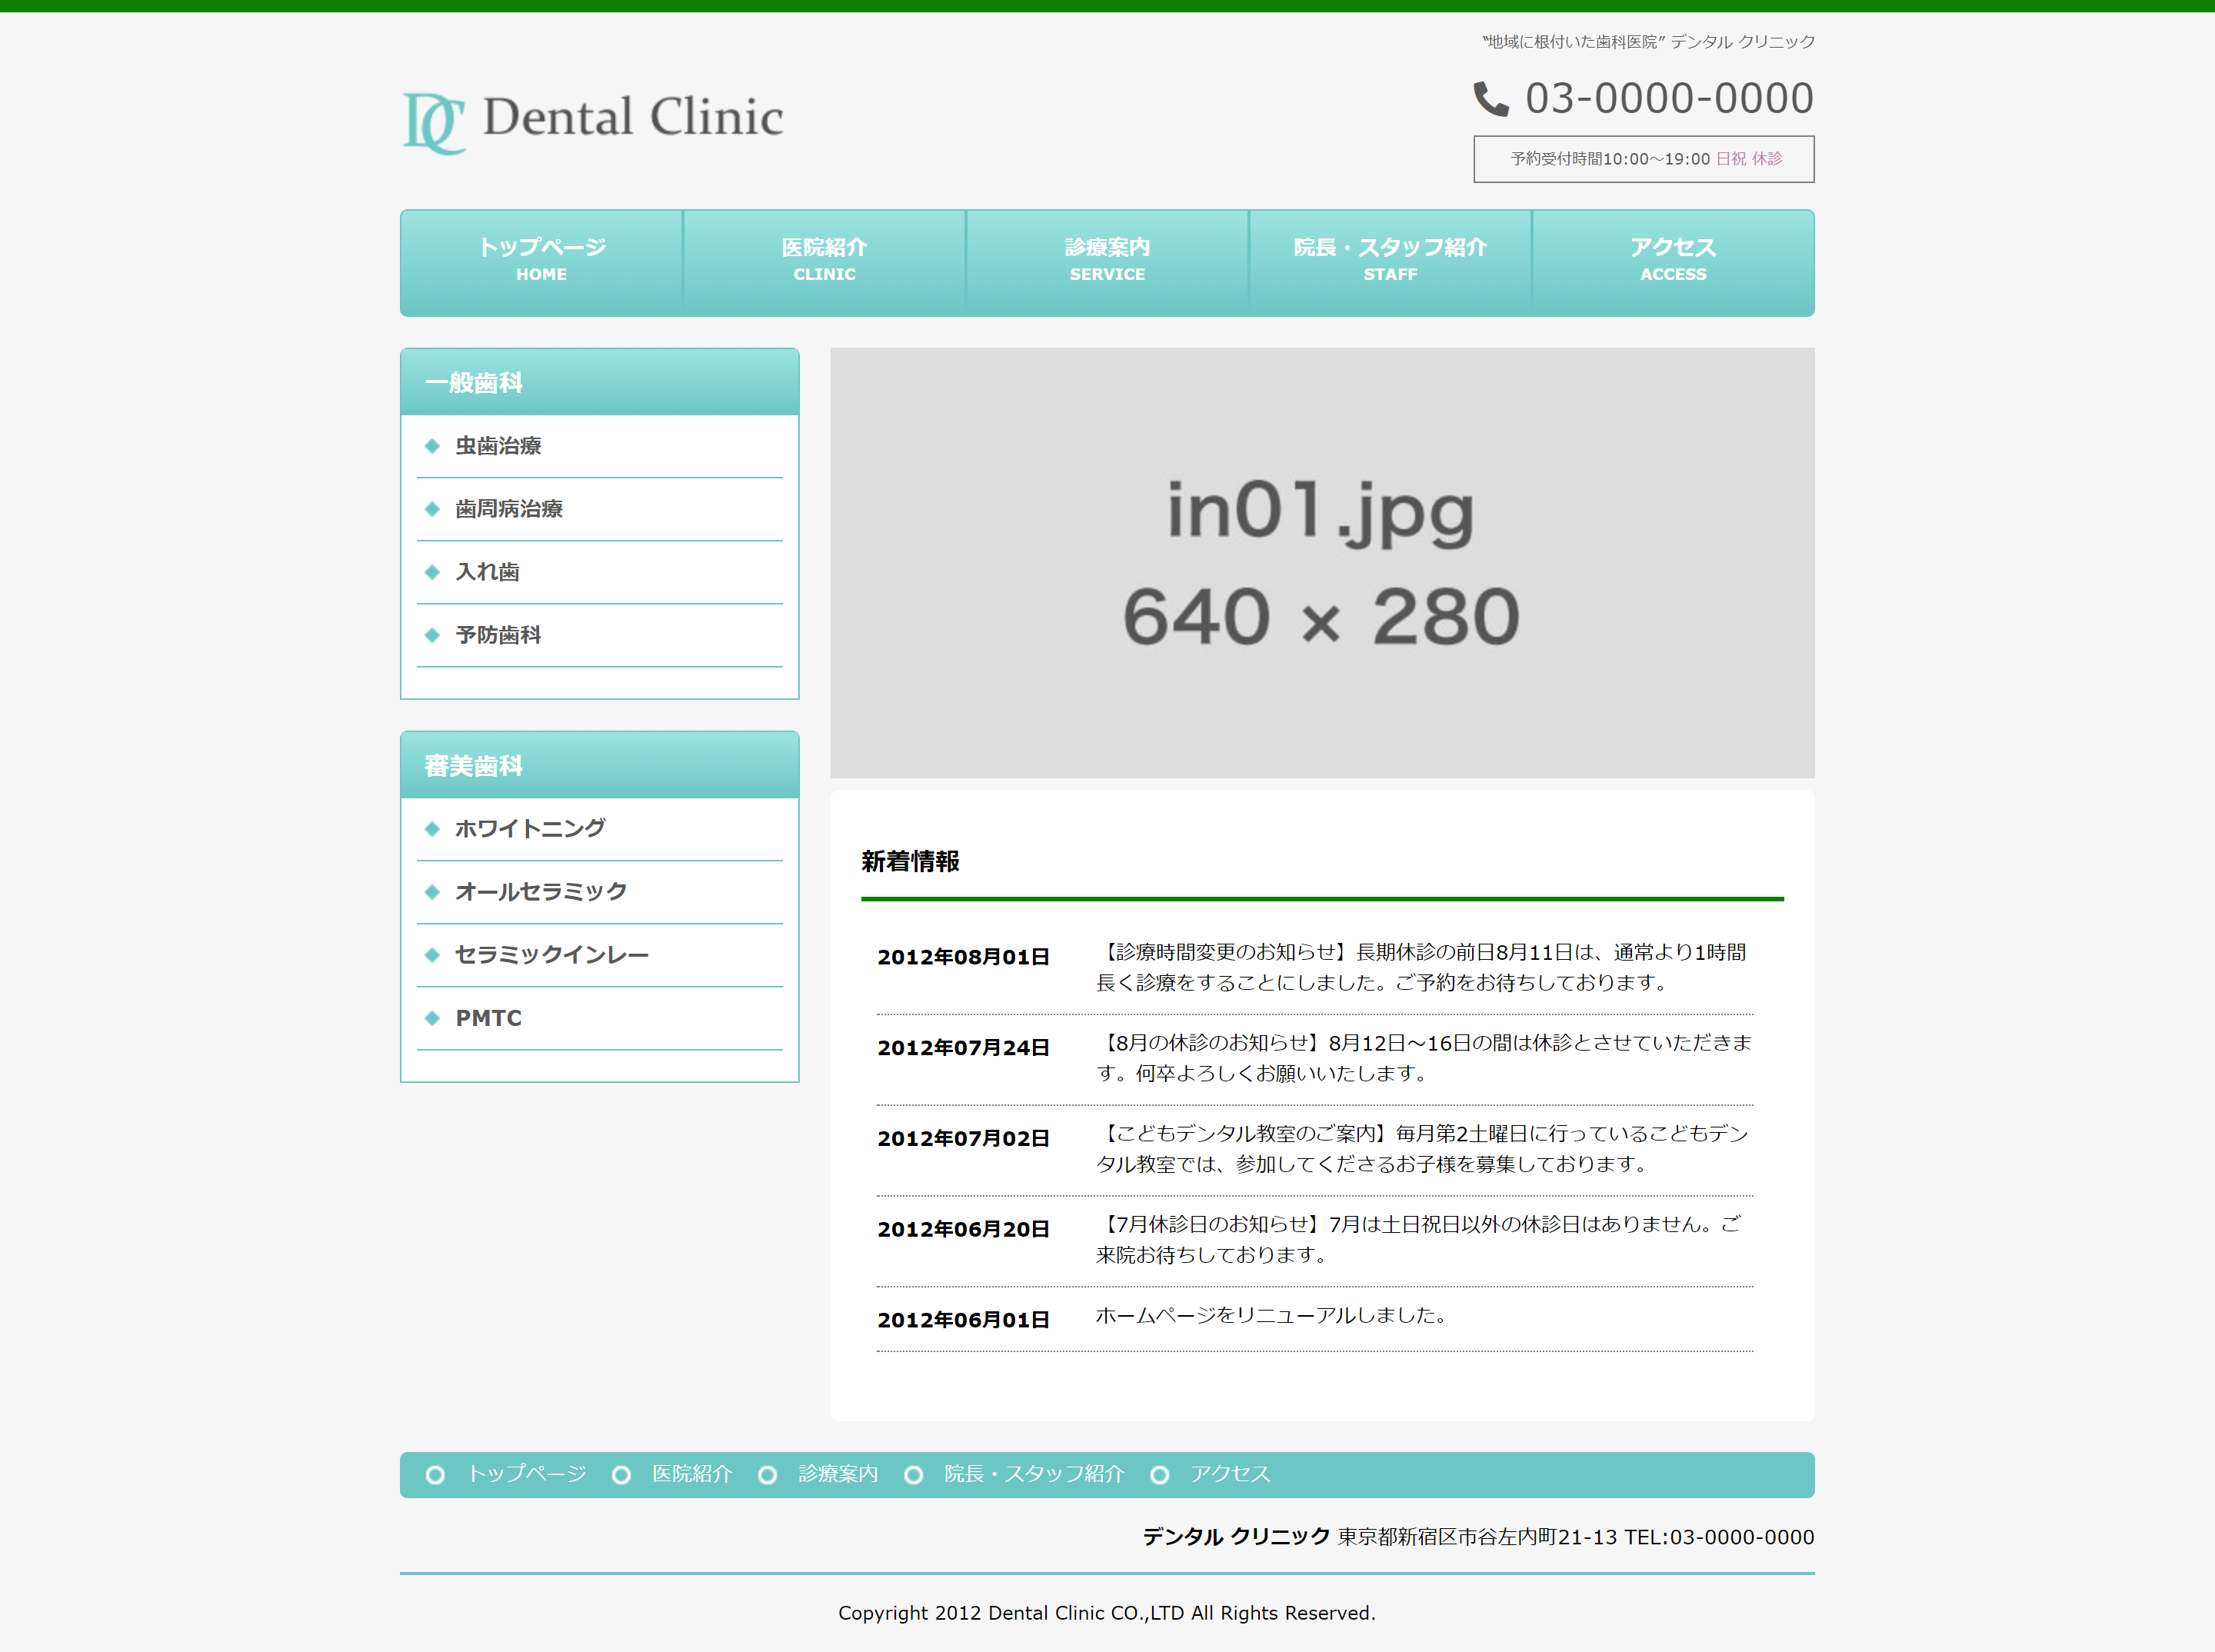 “地域に根付いた歯科医院” デンタル クリニック
DC Dental Clinic
03-0000-0000
予約受付時間10:00～19:00 日祝 休診
トップページ
HOME
医院紹介
CLINIC
診療案内
SERVICE
院長・スタッフ紹介
STAFF
アクセス
ACCESS
一般歯科
虫歯治療
歯周病治療
入れ歯
予防歯科
審美歯科
ホワイトニング
オールセラミック
セラミックインレー
PMTC
in01.jpg
640 × 280
新着情報
2012年08月01日
【診療時間変更のお知らせ】長期休診の前日8月11日は、通常より1時間
長く診療をすることにしました。ご予約をお待ちしております。
2012年07月24日
【8月の休診のお知らせ】8月12日～16日の間は休診とさせていただきま
す。何卒よろしくお願いいたします。
2012年07月02日
【こどもデンタル教室のご案内】毎月第2土曜日に行っているこどもデン
タル教室では、参加してくださるお子様を募集しております。
2012年06月20日
【7月休診日のお知らせ】7月は土日祝日以外の休診日はありません。ご
来院お待ちしております。
2012年06月01日
ホームページをリニューアルしました。
トップページ 医院紹介 診療案内 院長・スタッフ紹介 アクセス
デンタル クリニック 東京都新宿区市谷左内町21-13 TEL:03-0000-0000
Copyright 2012 Dental Clinic CO.,LTD All Rights Reserved.